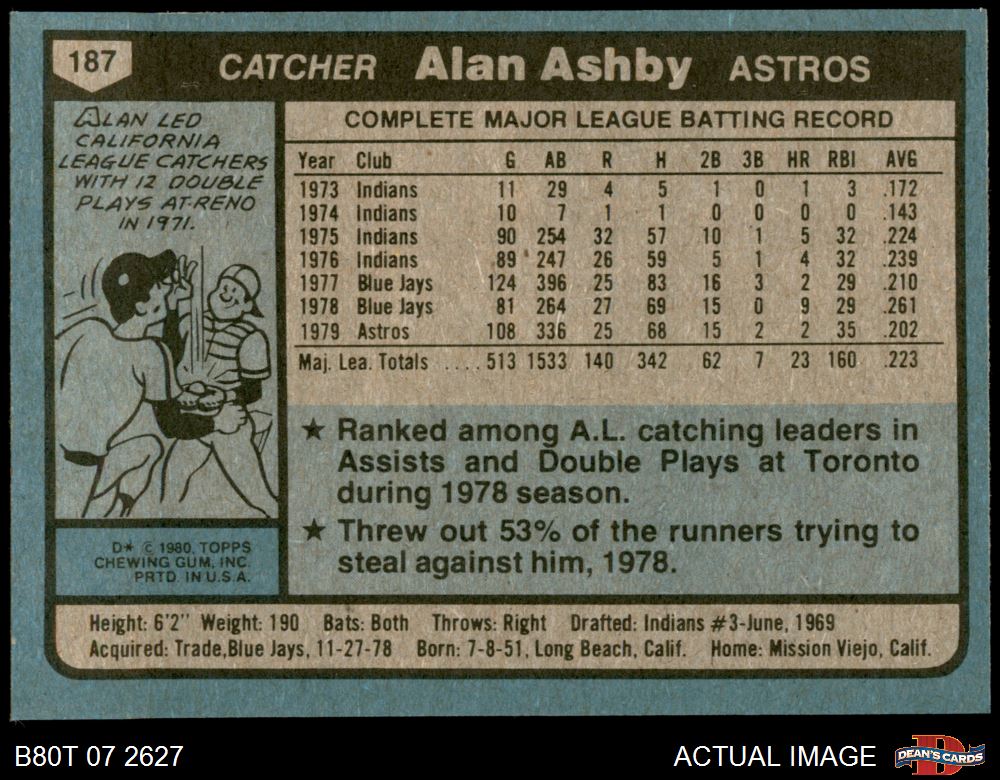 187
CATCHER Alan Ashby ASTROS
ALAN LED
CALIFORNIA
LEAGUE CATCHERS
WITH 12 DOUBLE
PLAYS AT RENO
IN 1971.
D* © 1980, TOPPS
CHEWING GUM, INC.
PRTD. IN U.S.A.
COMPLETE MAJOR LEAGUE BATTING RECORD
Year Club G AB R H 2B 3B HR RBI AVG
1973 Indians 11 29 4 5 1 0 1 3 .172
1974 Indians 10 7 1 1 0 0 0 0 .143
1975 Indians 90 254 32 57 10 1 5 32 .224
1976 Indians 89 247 26 59 5 1 4 32 .239
1977 Blue Jays 124 396 25 83 16 3 2 29 .210
1978 Blue Jays 81 264 27 69 15 0 9 29 .261
1979 Astros 108 336 25 68 15 2 2 35 .202
Maj. Lea. Totals .... 513 1533 140 342 62 7 23 160 .223
★ Ranked among A.L. catching leaders in
Assists and Double Plays at Toronto
during 1978 season.
★ Threw out 53% of the runners trying to
steal against him, 1978.
Height: 6'2" Weight: 190 Bats: Both Throws: Right Drafted: Indians #3-June, 1969
Acquired: Trade, Blue Jays, 11-27-78 Born: 7-8-51, Long Beach, Calif. Home: Mission Viejo, Calif.
B80T 07 2627
ACTUAL IMAGE
D
DEAN'S CARDS